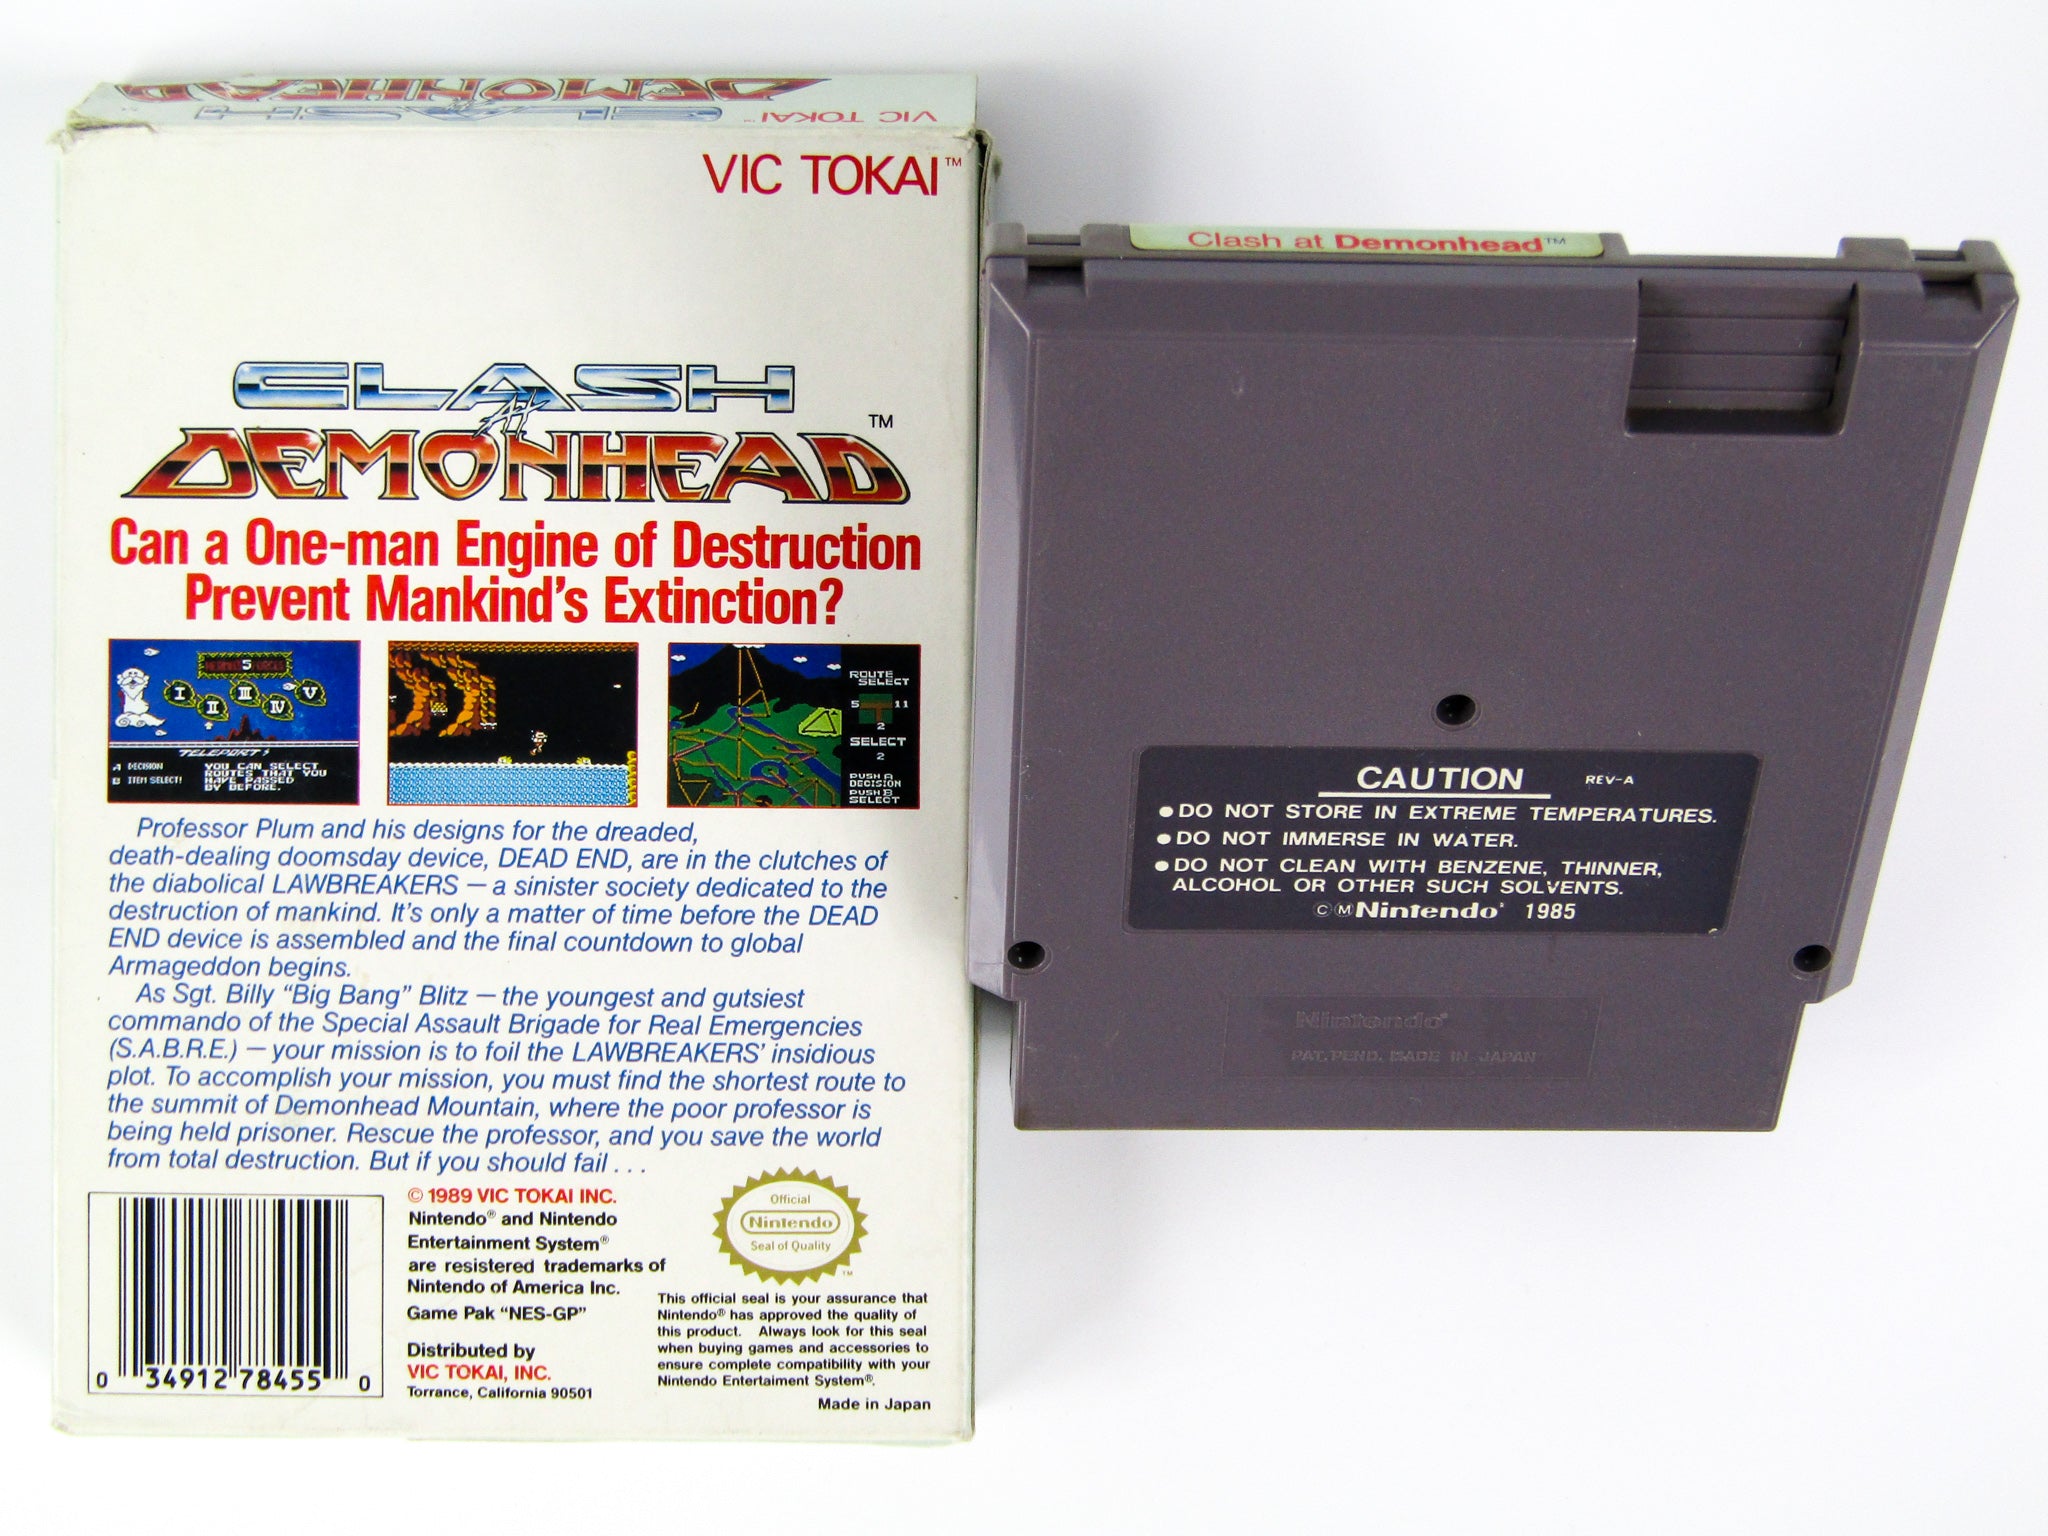 CLASH AT DEMONHEAD
VIC TOKAI™
VIC TOKAI™
CLASH
AT
DEMONHEAD™
Can a One-man Engine of Destruction
Prevent Mankind's Extinction?
5
I II III IV V
TELEPORT
A DECISION
B ITEM SELECT!
YOU CAN SELECT
ROUTES THAT YOU
HAVE PASSED
BY BEFORE.
ROUTE
SELECT
5 11
2
SELECT
2
PUSH A
DECISION
PUSH B
SELECT
Professor Plum and his designs for the dreaded,
death-dealing doomsday device, DEAD END, are in the clutches of
the diabolical LAWBREAKERS — a sinister society dedicated to the
destruction of mankind. It's only a matter of time before the DEAD
END device is assembled and the final countdown to global
Armageddon begins.
As Sgt. Billy "Big Bang" Blitz — the youngest and gutsiest
commando of the Special Assault Brigade for Real Emergencies
(S.A.B.R.E.) — your mission is to foil the LAWBREAKERS' insidious
plot. To accomplish your mission, you must find the shortest route to
the summit of Demonhead Mountain, where the poor professor is
being held prisoner. Rescue the professor, and you save the world
from total destruction. But if you should fail . . .
0 34912 78455 0
© 1989 VIC TOKAI INC.
Nintendo® and Nintendo
Entertainment System®
are resistered trademarks of
Nintendo of America Inc.
Game Pak "NES-GP"
Distributed by
VIC TOKAI, INC.
Torrance, California 90501
Official
Nintendo
Seal of Quality
™
This official seal is your assurance that
Nintendo® has approved the quality of
this product. Always look for this seal
when buying games and accessories to
ensure complete compatibility with your
Nintendo Entertaiment System®.
Made in Japan
Clash at Demonhead™
CAUTION REV-A
● DO NOT STORE IN EXTREME TEMPERATURES.
● DO NOT IMMERSE IN WATER.
● DO NOT CLEAN WITH BENZENE, THINNER,
ALCOHOL OR OTHER SUCH SOLVENTS.
©Ⓜ Nintendo® 1985
Nintendo®
PAT. PEND. MADE IN JAPAN